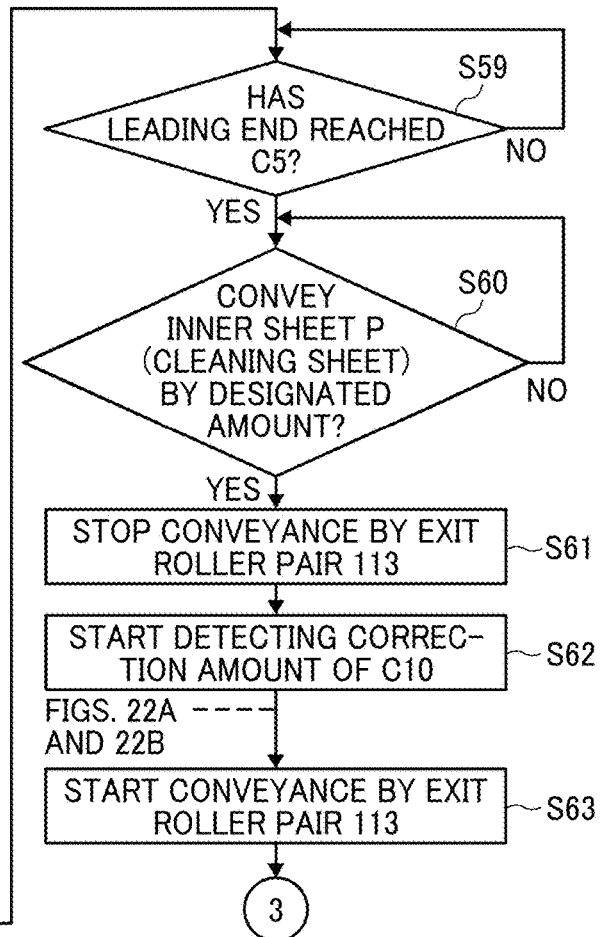 S59
HAS
LEADING END REACHED
C5?
NO
YES
S60
CONVEY
INNER SHEET P
(CLEANING SHEET)
BY DESIGNATED
AMOUNT?
NO
YES
STOP CONVEYANCE BY EXIT
ROLLER PAIR 113
S61
START DETECTING CORREC-
TION AMOUNT OF C10
S62
FIGS. 22A
AND 22B
START CONVEYANCE BY EXIT
ROLLER PAIR 113
S63
3